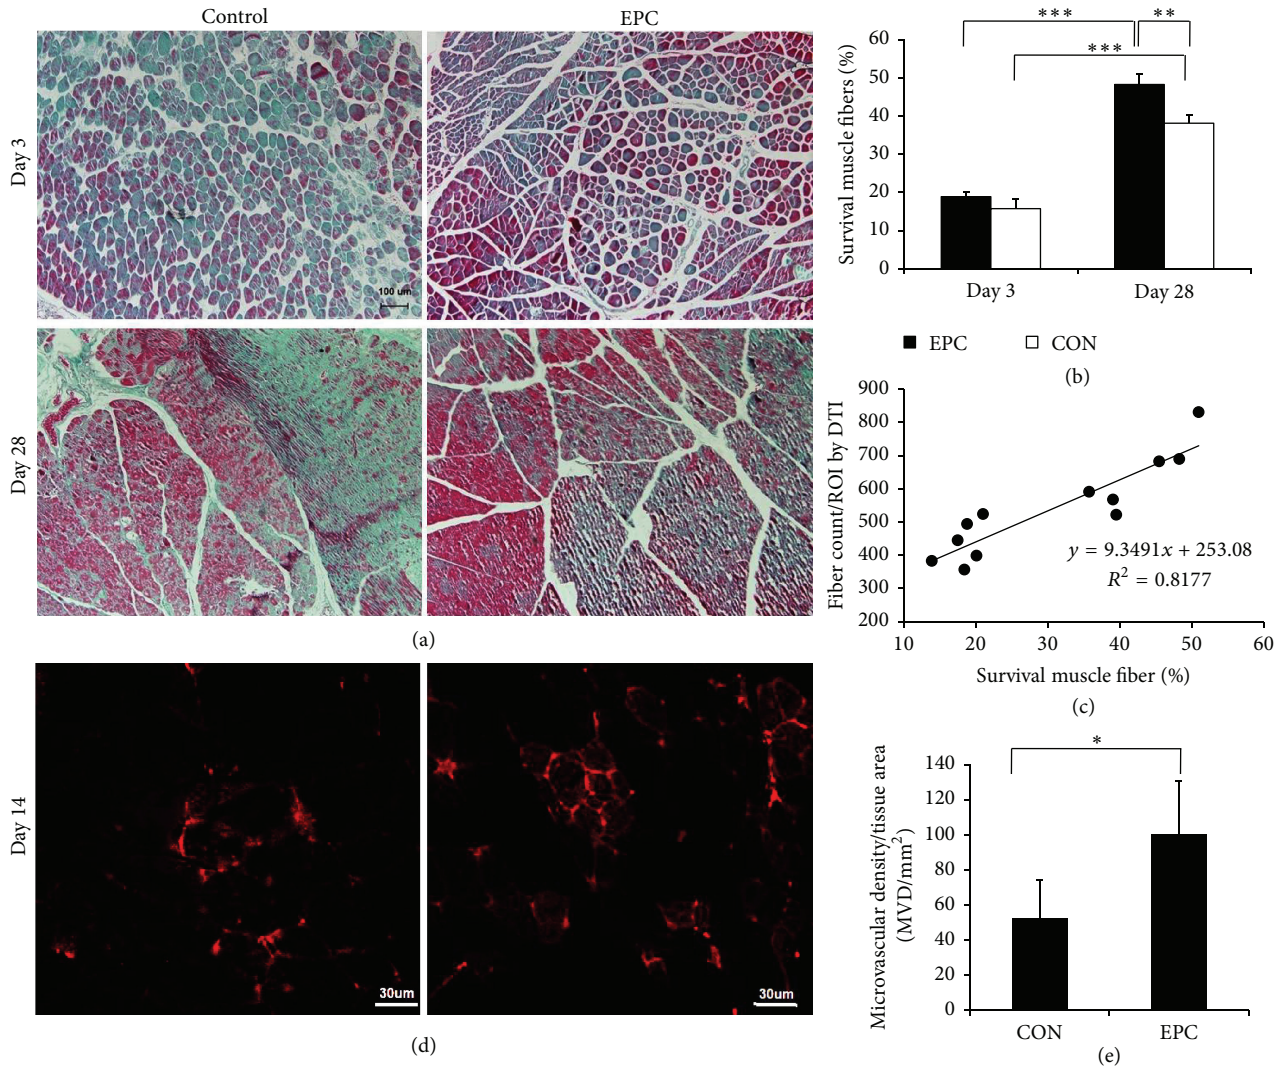 Control
EPC
Day 3
100 um
Day 28
(a)
Day 14
30um
30um
(d)
***
**
***
Survival muscle fibers (%)
60
50
40
30
20
10
0
Day 3
Day 28
EPC
CON
(b)
Fiber count/ROI by DTI
900
800
700
600
500
400
300
200
y = 9.3491x + 253.08
R² = 0.8177
10
20
30
40
50
60
Survival muscle fiber (%)
(c)
*
Microvascular density/tissue area
(MVD/mm²)
140
120
100
80
60
40
20
0
CON
EPC
(e)